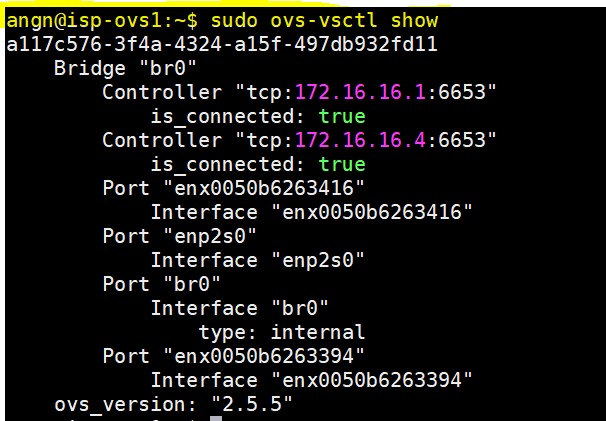 angn@isp-ovs1:~$ sudo ovs-vsctl show
a117c576-3f4a-4324-a15f-497db932fd11
Bridge "br0"
Controller "tcp:172.16.16.1:6653"
is_connected: true
Controller "tcp:172.16.16.4:6653"
is_connected: true
Port "enx0050b6263416"
Interface "enx0050b6263416"
Port "enp2s0"
Interface "enp2s0"
Port "br0"
Interface "br0"
type: internal
Port "enx0050b6263394"
Interface "enx0050b6263394"
ovs_version: "2.5.5"